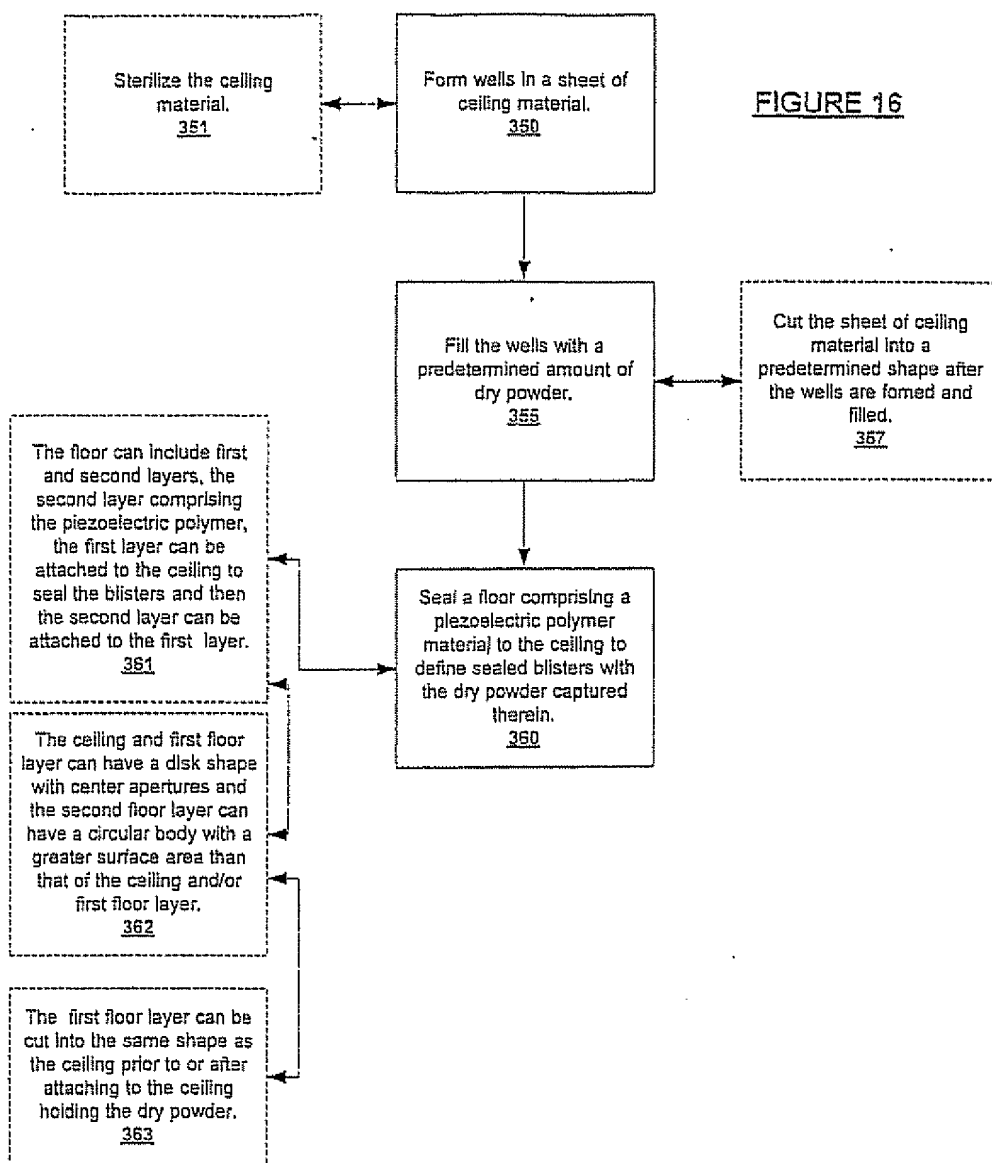 Sterilize the ceiling
material.
351
Form wells in a sheet of
ceiling material.
350
FIGURE 16
Fill the wells with a
predetermined amount of
dry powder.
355
Cut the sheet of ceiling
material into a
predetermined shape after
the wells are fomed and
filled.
367
The floor can include first
and second layers, the
second layer comprising
the piezoelectric polymer,
the first layer can be
attached to the ceiling to
seal the blisters and then
the second layer can be
attached to the first layer.
361
Seal a floor comprising a
piezoelectric polymer
material to the ceiling to
define sealed blisters with
the dry powder captured
therein.
360
The ceiling and first floor
layer can have a disk shape
with center apertures and
the second floor layer can
have a circular body with a
greater surface area than
that of the ceiling and/or
first floor layer.
362
The first floor layer can be
cut into the same shape as
the ceiling prior to or after
attaching to the ceiling
holding the dry powder.
363